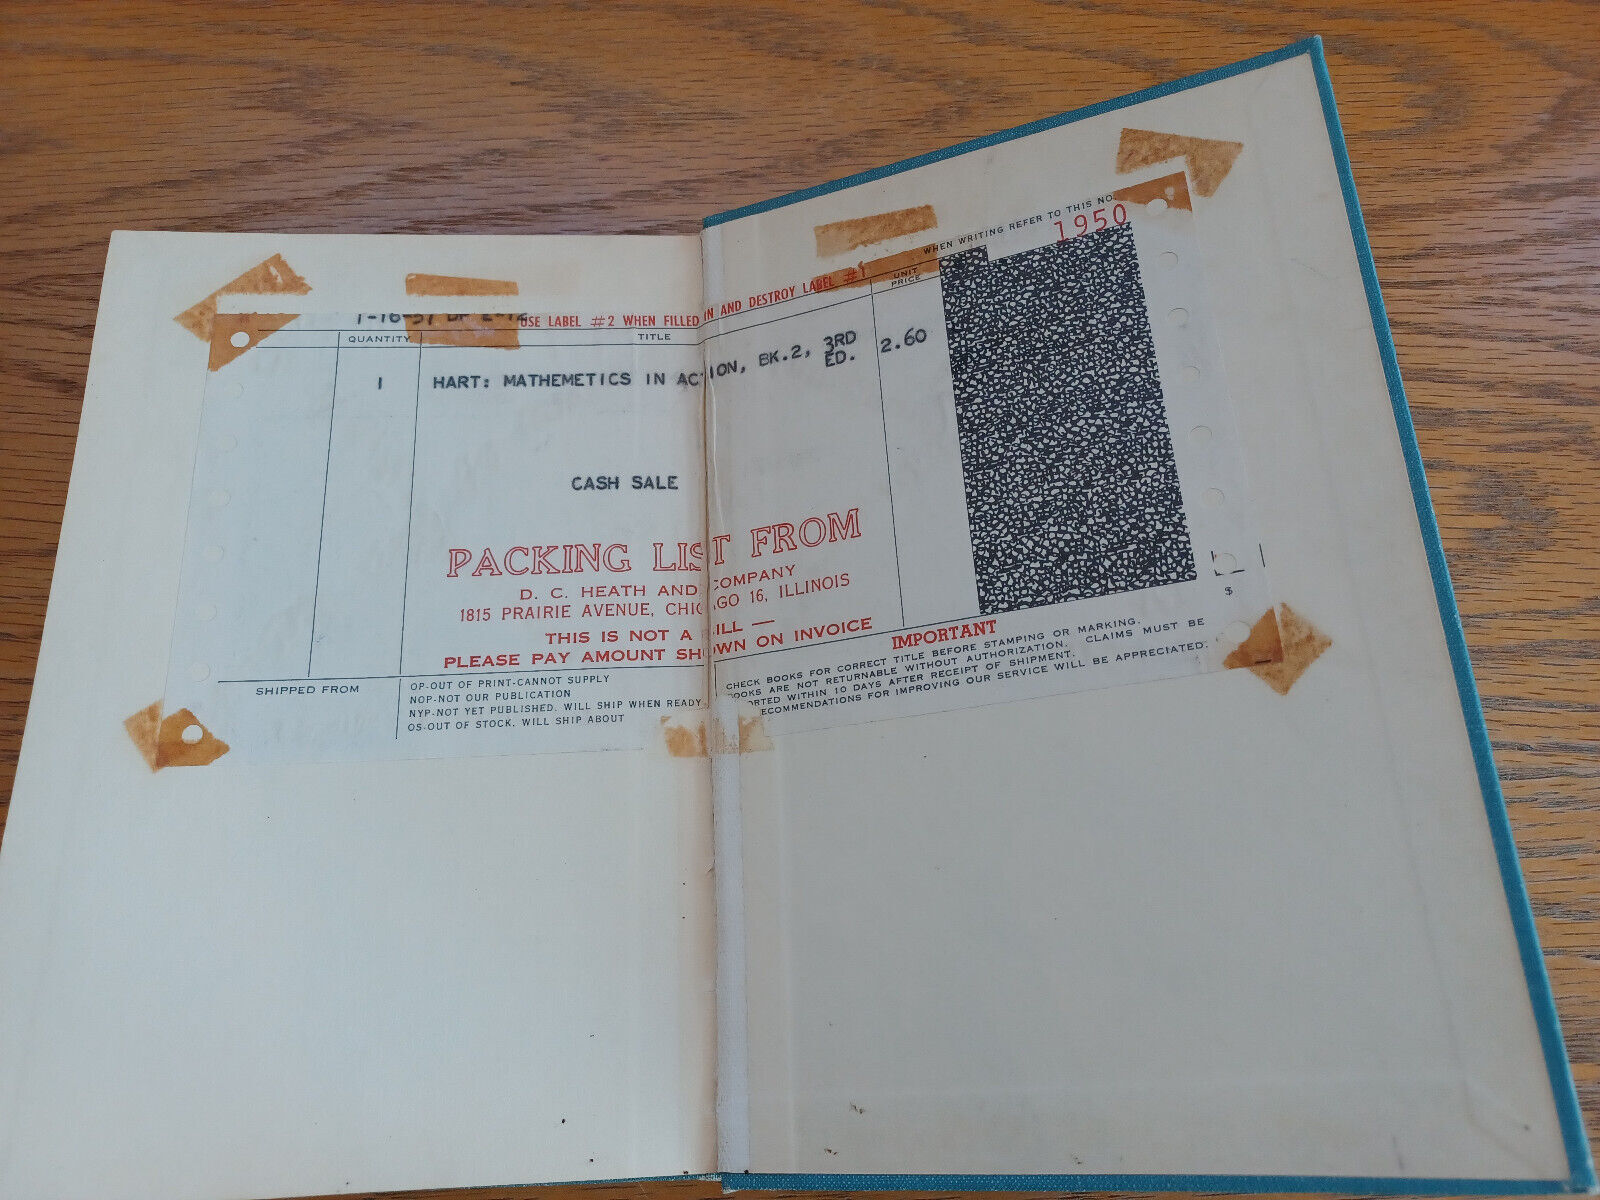 WHEN WRITING REFER TO THIS NO.
1950
USE LABEL #2 WHEN FILLED IN AND DESTROY LABEL #1
QUANTITY TITLE UNIT PRICE
1 HART: MATHEMETICS IN ACTION, BK.2, 3RD ED. 2.60
CASH SALE
PACKING LIST FROM
D. C. HEATH AND COMPANY
1815 PRAIRIE AVENUE, CHICAGO 16, ILLINOIS
THIS IS NOT A BILL —
PLEASE PAY AMOUNT SHOWN ON INVOICE
$
SHIPPED FROM
OP-OUT OF PRINT-CANNOT SUPPLY
NOP-NOT OUR PUBLICATION
NYP-NOT YET PUBLISHED. WILL SHIP WHEN READY
OS-OUT OF STOCK. WILL SHIP ABOUT
IMPORTANT
CHECK BOOKS FOR CORRECT TITLE BEFORE STAMPING OR MARKING.
BOOKS ARE NOT RETURNABLE WITHOUT AUTHORIZATION. CLAIMS MUST BE
ORTED WITHIN 10 DAYS AFTER RECEIPT OF SHIPMENT.
ECOMMENDATIONS FOR IMPROVING OUR SERVICE WILL BE APPRECIATED.